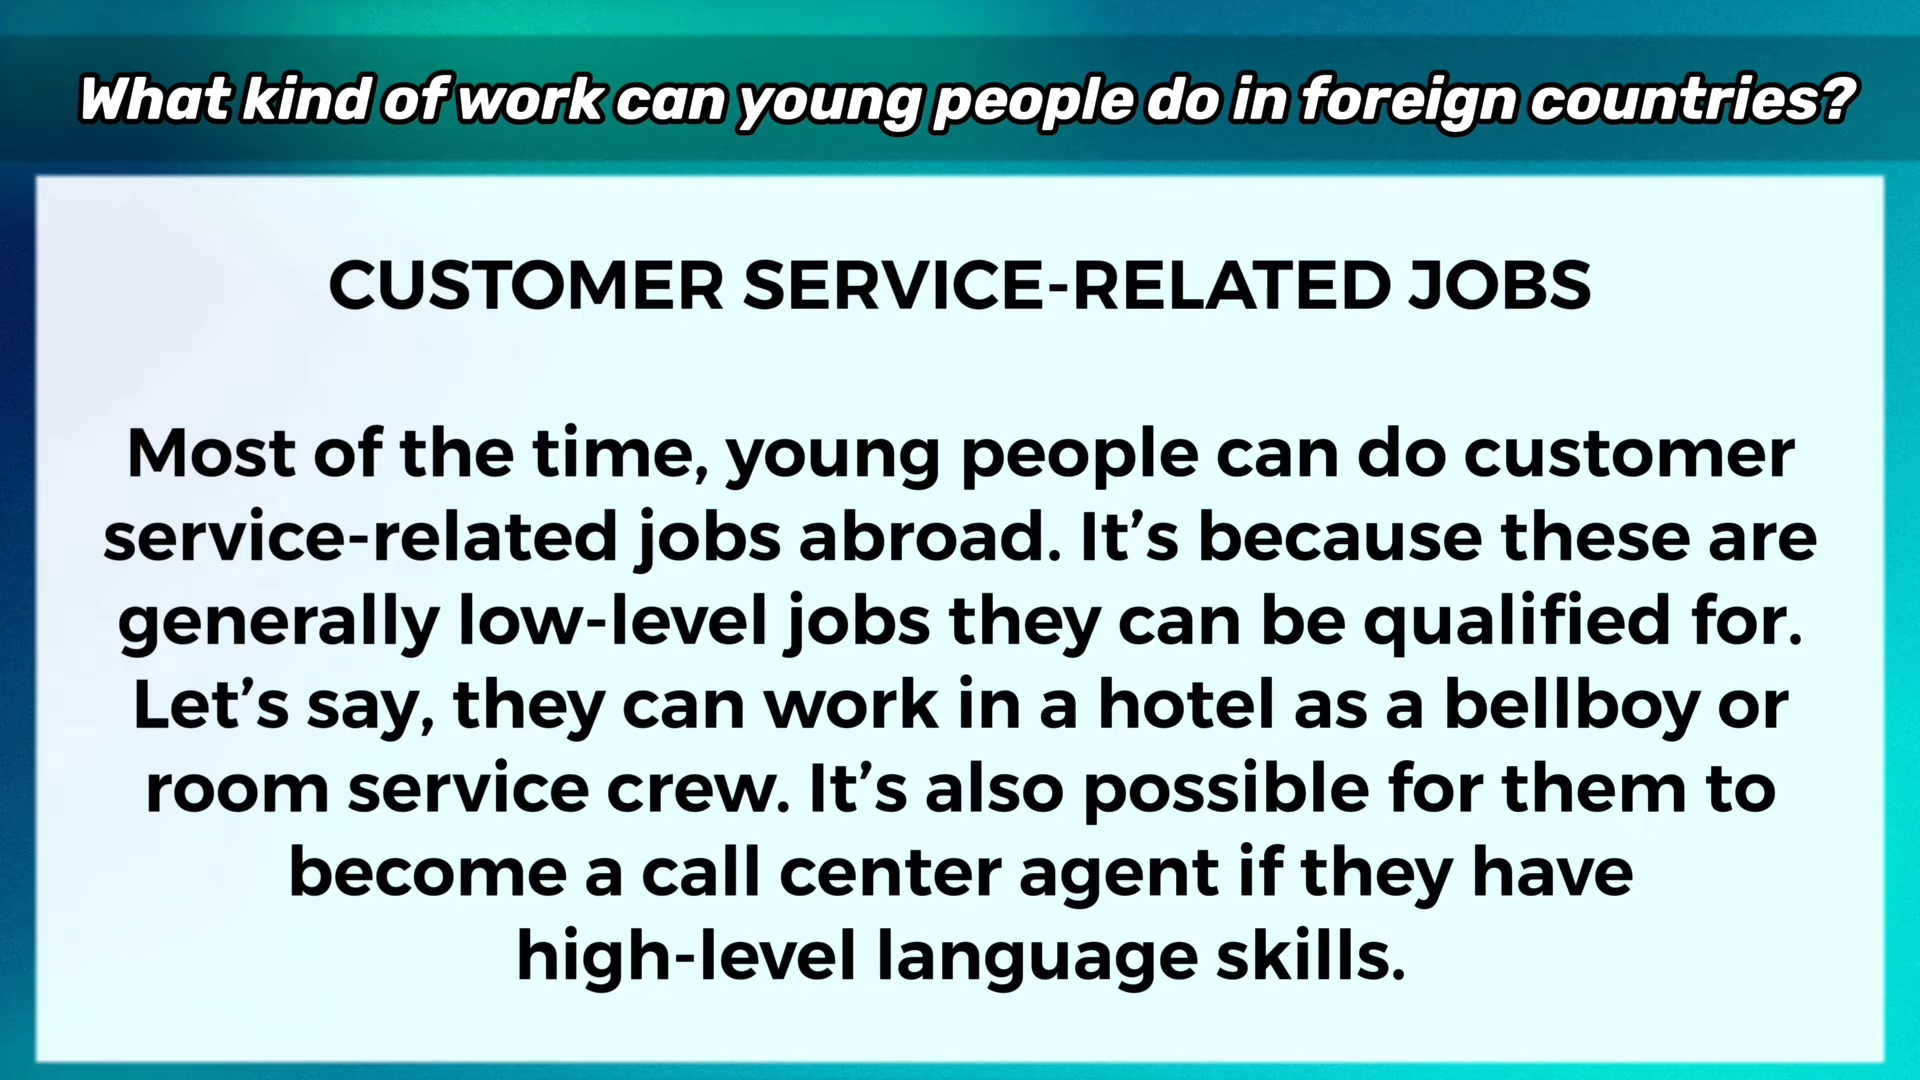 What kind of work can young people do in foreign countries?
CUSTOMER SERVICE-RELATED JOBS
Most of the time, young people can do customer
service-related jobs abroad. It’s because these are
generally low-level jobs they can be qualified for.
Let’s say, they can work in a hotel as a bellboy or
room service crew. It’s also possible for them to
become a call center agent if they have
high-level language skills.